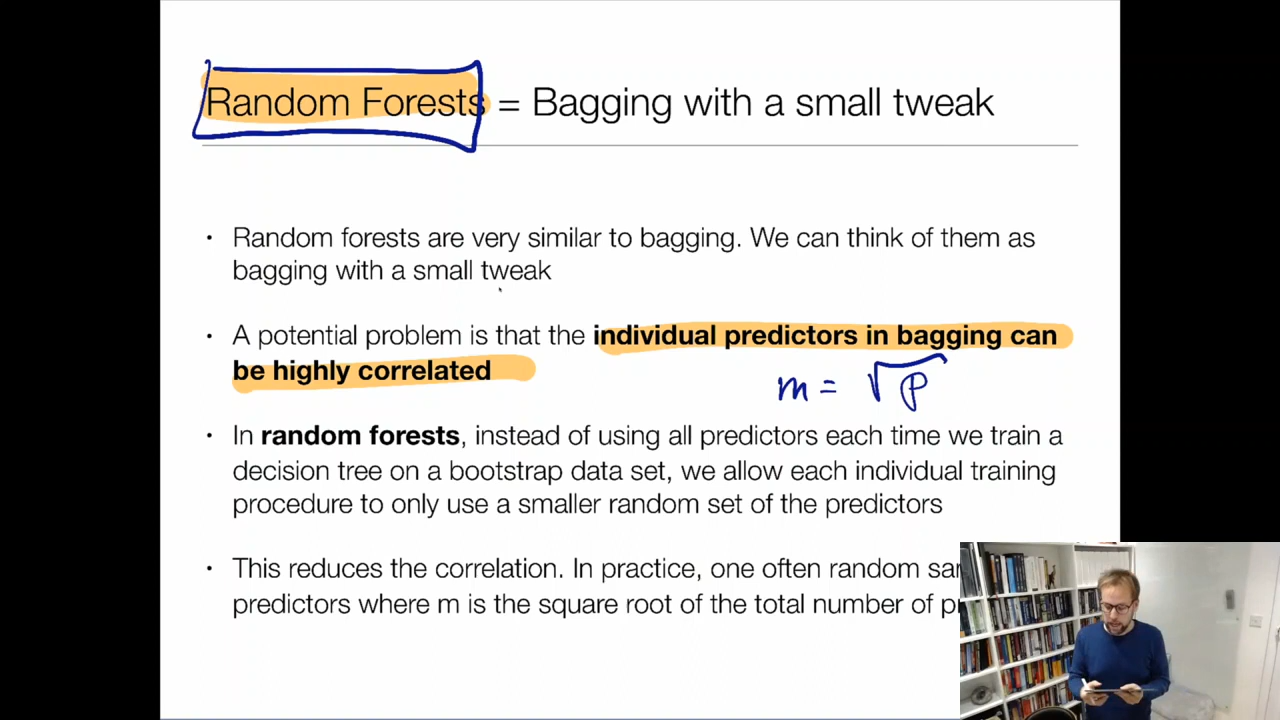 Random Forests = Bagging with a small tweak
• Random forests are very similar to bagging. We can think of them as
bagging with a small tweak
• A potential problem is that the individual predictors in bagging can
be highly correlated
m = √p
• In random forests, instead of using all predictors each time we train a
decision tree on a bootstrap data set, we allow each individual training
procedure to only use a smaller random set of the predictors
• This reduces the correlation. In practice, one often random
predictors where m is the square root of the total number of